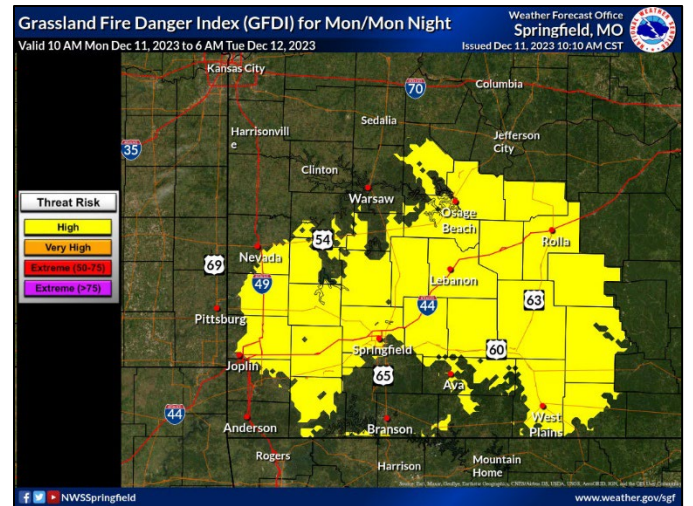 Grassland Fire Danger Index (GFDI) for Mon/Mon Night
Valid 10 AM Mon Dec 11, 2023 to 6 AM Tue Dec 12, 2023
Weather Forecast Office
Springfield, MO
Issued Dec 11, 2023 10:10 AM CST
Kansas City
70
Columbia
Sedalia
Harrisonvill
e
Jefferson
City
35
Clinton
Warsaw
Threat Risk
High
Very High
Extreme (50-75)
Extreme (>75)
Osage
Beach
54
Rolla
Nevada
69
49
Lebanon
63
44
Pittsburg
Springfield
60
Joplin
65
Ava
44
Anderson
Branson
West
Plains
Rogers
Harrison
Mountain
Home
NWSSpringfield
www.weather.gov/sgf